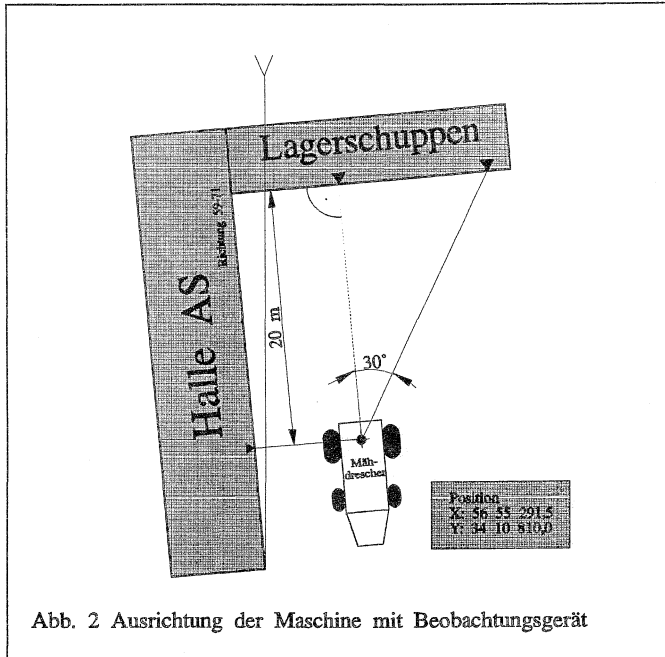 Lagerschuppen
Halle AS
Richtung 59-71
20 m
30°
Mäh-
drescher
Position
X: 56 55 291,5
Y: 34 10 810,0
Abb. 2 Ausrichtung der Maschine mit Beobachtungsgerät